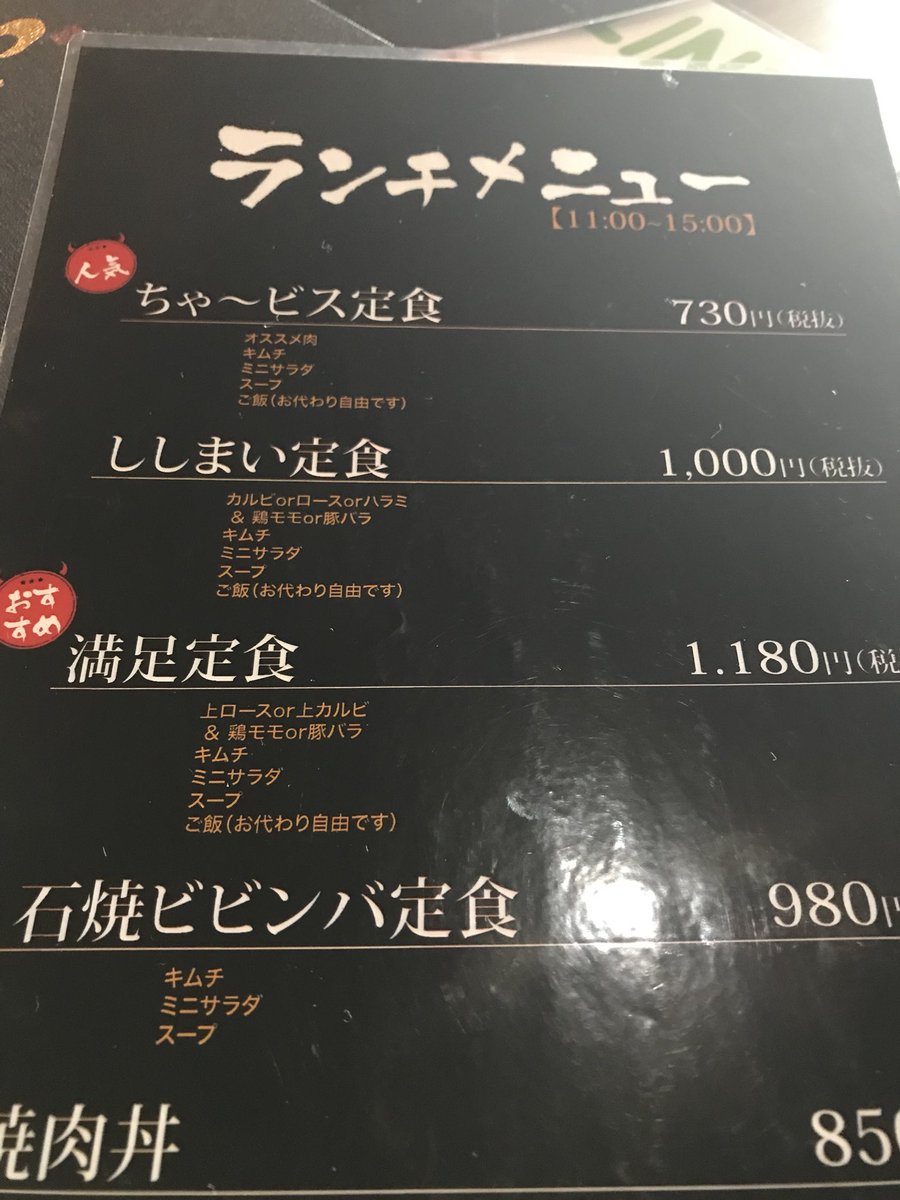 ランチメニュー
【11:00~15:00】
人気
ちゃ〜ビス定食 730円(税抜)
オススメ肉
キムチ
ミニサラダ
スープ
ご飯(お代わり自由です)
ししまい定食 1,000円(税抜)
カルビorロースorハラミ
& 鶏モモor豚バラ
キムチ
ミニサラダ
スープ
ご飯(お代わり自由です)
おす
すめ
満足定食 1.180円(税
上ロースor上カルビ
& 鶏モモor豚バラ
キムチ
ミニサラダ
スープ
ご飯(お代わり自由です)
石焼ビビンバ定食 980円
キムチ
ミニサラダ
スープ
焼肉丼 850